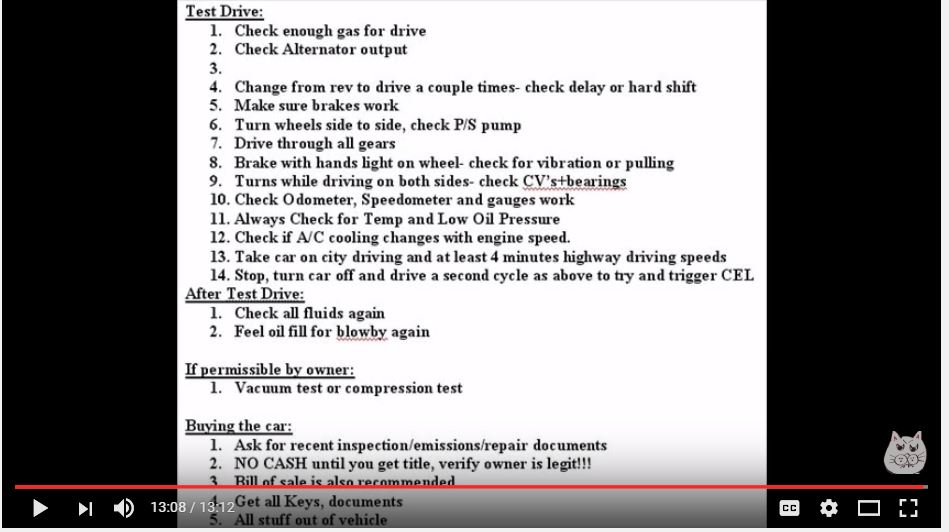 Test Drive:
1. Check enough gas for drive
2. Check Alternator output
3.
4. Change from rev to drive a couple times- check delay or hard shift
5. Make sure brakes work
6. Turn wheels side to side, check P/S pump
7. Drive through all gears
8. Brake with hands light on wheel- check for vibration or pulling
9. Turns while driving on both sides- check CV's+bearings
10. Check Odometer, Speedometer and gauges work
11. Always Check for Temp and Low Oil Pressure
12. Check if A/C cooling changes with engine speed.
13. Take car on city driving and at least 4 minutes highway driving speeds
14. Stop, turn car off and drive a second cycle as above to try and trigger CEL
After Test Drive:
1. Check all fluids again
2. Feel oil fill for blowby again
If permissible by owner:
1. Vacuum test or compression test
Buying the car:
1. Ask for recent inspection/emissions/repair documents
2. NO CASH until you get title, verify owner is legit!!!
3. Bill of sale is also recommended
4. Get all Keys, documents
5. All stuff out of vehicle
13:08 / 13:12
CC